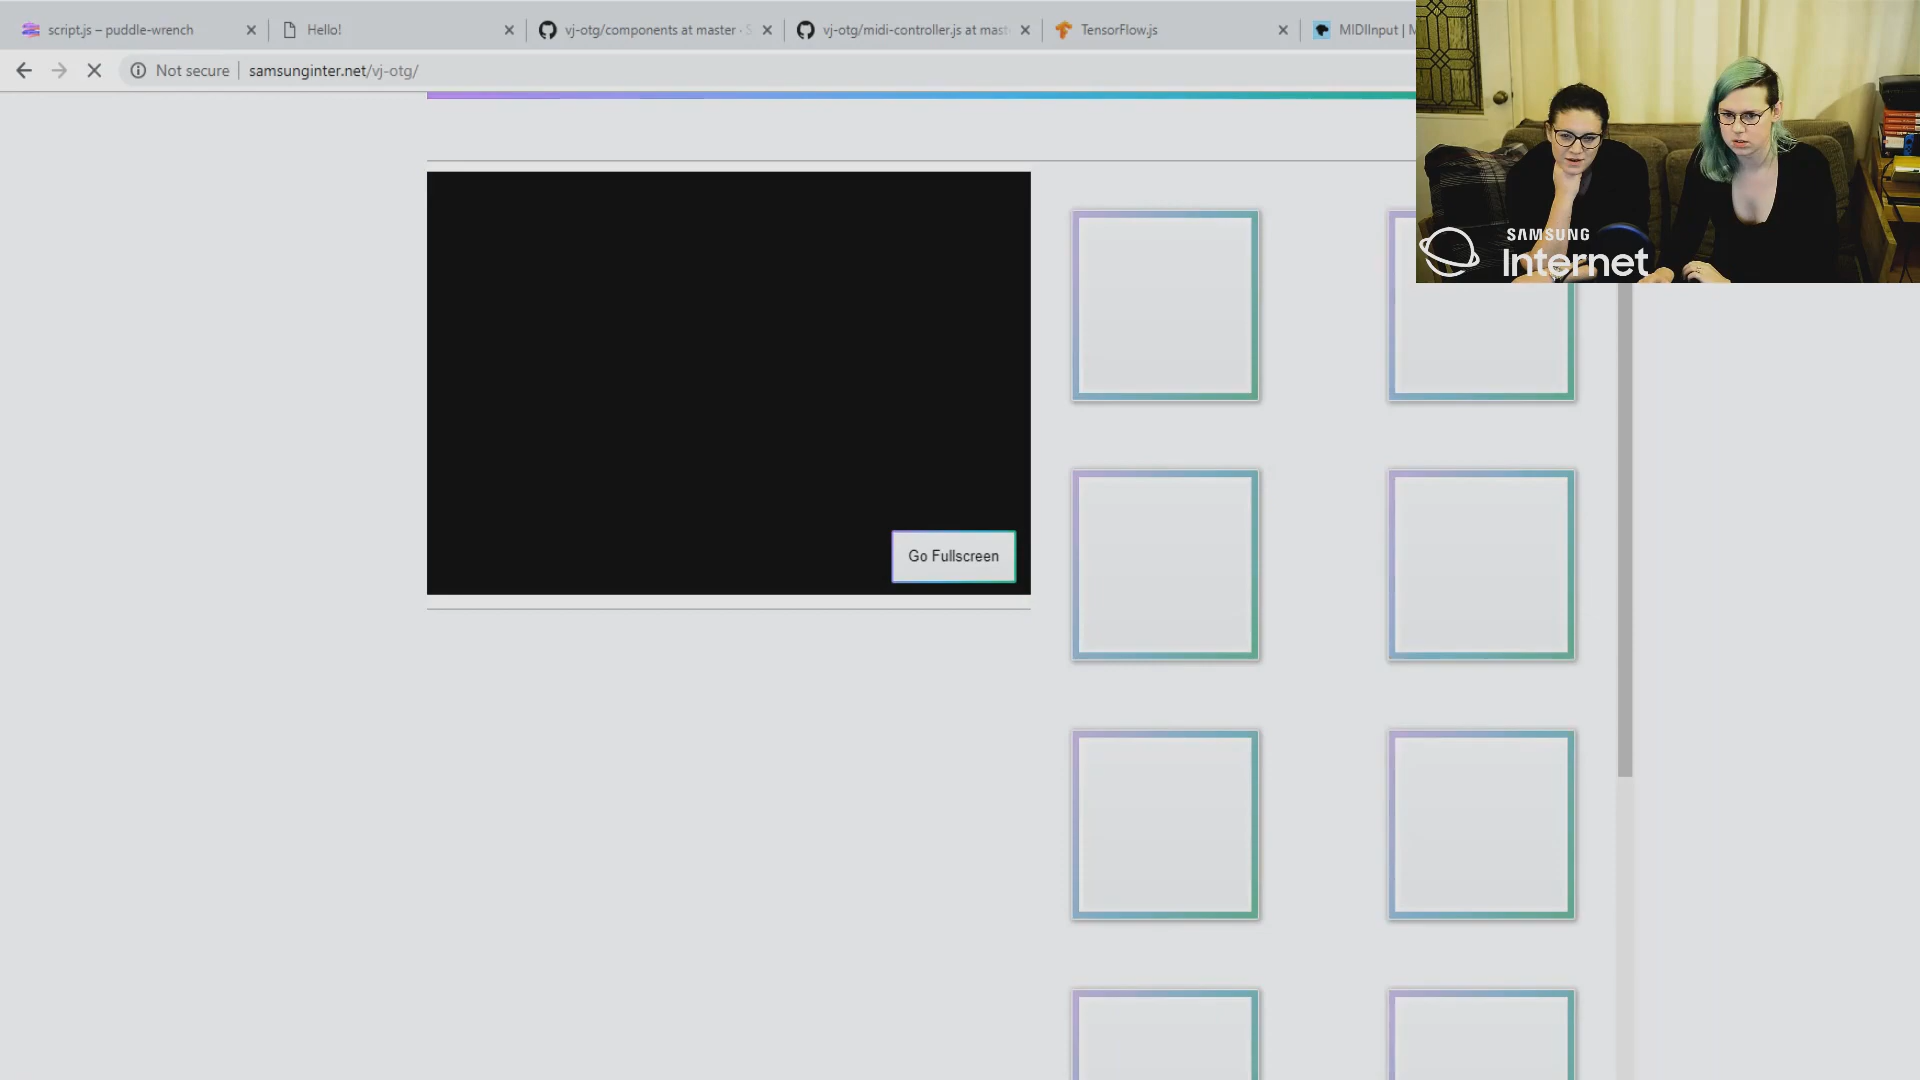 script.js – puddle-wrench
Hello!
vj-otg/components at master · S
vj-otg/midi-controller.js at mast
TensorFlow.js
MIDIInput | M
Not secure
samsunginter.net/vj-otg/
SAMSUNG
Internet
Go Fullscreen